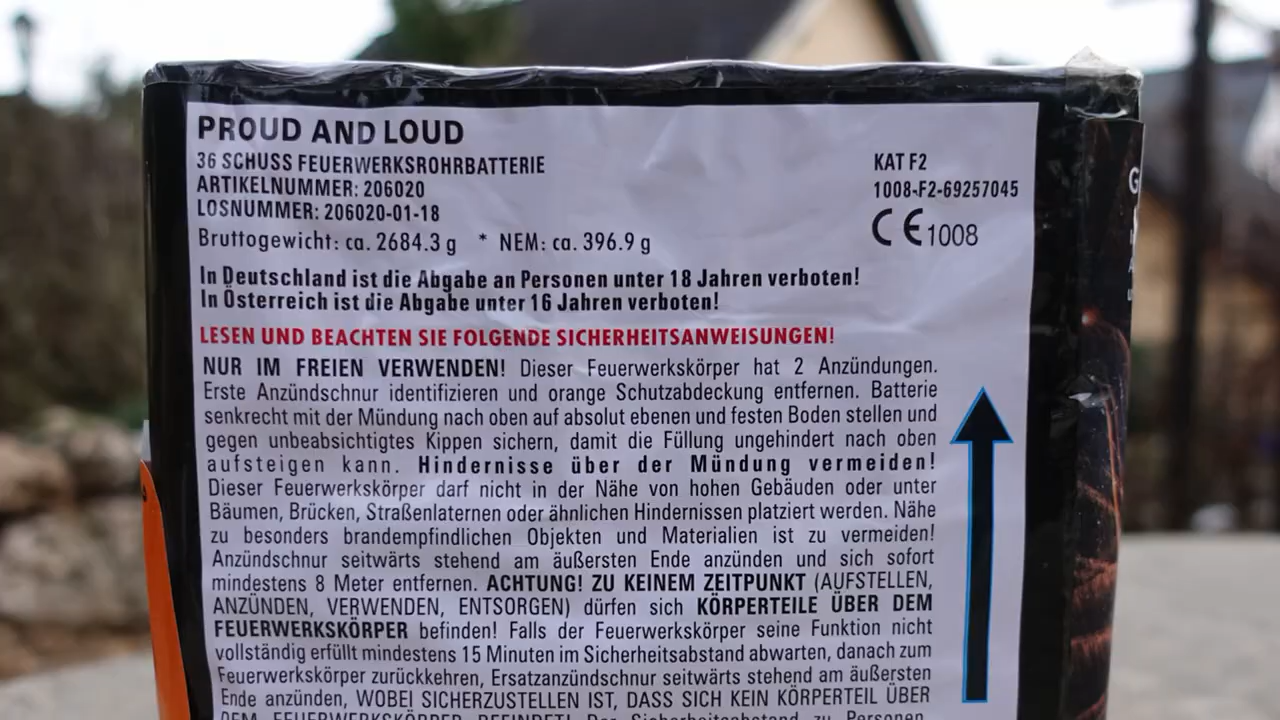 PROUD AND LOUD
36 SCHUSS FEUERWERKSROHRBATTERIE
ARTIKELNUMMER: 206020
LOSNUMMER: 206020-01-18
Bruttogewicht: ca. 2684.3 g * NEM: ca. 396.9 g
KAT F2
1008-F2-69257045
CE 1008
In Deutschland ist die Abgabe an Personen unter 18 Jahren verboten!
In Österreich ist die Abgabe unter 16 Jahren verboten!
LESEN UND BEACHTEN SIE FOLGENDE SICHERHEITSANWEISUNGEN!
NUR IM FREIEN VERWENDEN! Dieser Feuerwerkskörper hat 2 Anzündungen.
Erste Anzündschnur identifizieren und orange Schutzabdeckung entfernen. Batterie
senkrecht mit der Mündung nach oben auf absolut ebenen und festen Boden stellen und
gegen unbeabsichtigtes Kippen sichern, damit die Füllung ungehindert nach oben
aufsteigen kann. Hindernisse über der Mündung vermeiden!
Dieser Feuerwerkskörper darf nicht in der Nähe von hohen Gebäuden oder unter
Bäumen, Brücken, Straßenlaternen oder ähnlichen Hindernissen platziert werden. Nähe
zu besonders brandempfindlichen Objekten und Materialien ist zu vermeiden!
Anzündschnur seitwärts stehend am äußersten Ende anzünden und sich sofort
mindestens 8 Meter entfernen. ACHTUNG! ZU KEINEM ZEITPUNKT (AUFSTELLEN,
ANZÜNDEN, VERWENDEN, ENTSORGEN) dürfen sich KÖRPERTEILE ÜBER DEM
FEUERWERKSKÖRPER befinden! Falls der Feuerwerkskörper seine Funktion nicht
vollständig erfüllt mindestens 15 Minuten im Sicherheitsabstand abwarten, danach zum
Feuerwerkskörper zurückkehren, Ersatzanzündschnur seitwärts stehend am äußersten
Ende anzünden, WOBEI SICHERZUSTELLEN IST, DASS SICH KEIN KÖRPERTEIL ÜBER
DEM FEUERWERKSKÖRPER BEFINDET! Der Sicherheitsabstand zu Personen,